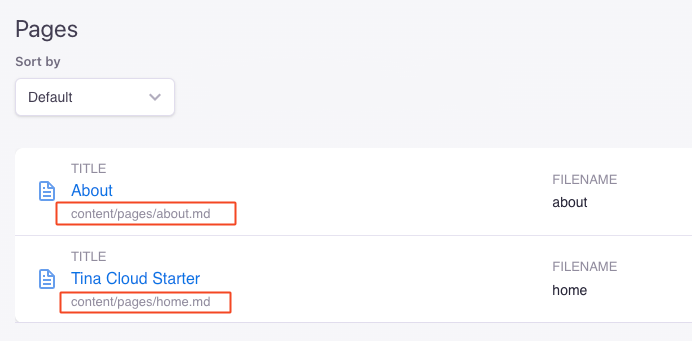 Pages
Sort by
Default
TITLE
About
content/pages/about.md
FILENAME
about
TITLE
Tina Cloud Starter
content/pages/home.md
FILENAME
home